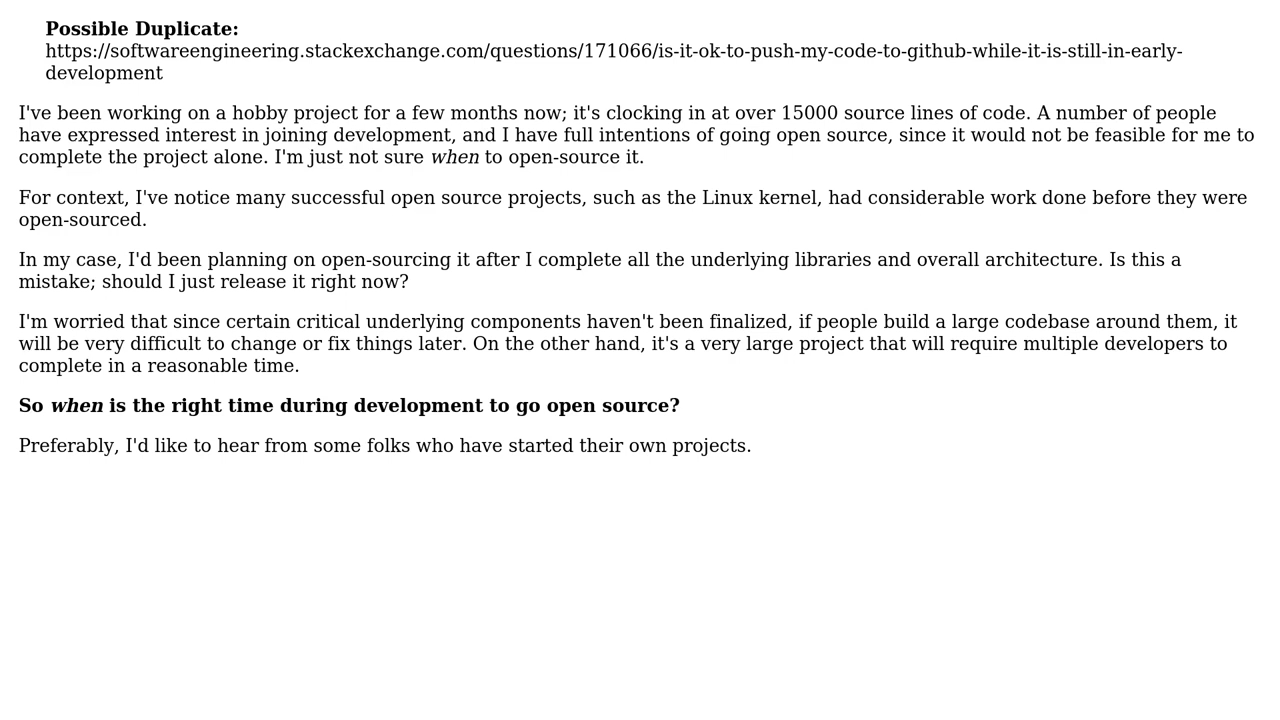 Possible Duplicate:
https://softwareengineering.stackexchange.com/questions/171066/is-it-ok-to-push-my-code-to-github-while-it-is-still-in-early-
development
I've been working on a hobby project for a few months now; it's clocking in at over 15000 source lines of code. A number of people
have expressed interest in joining development, and I have full intentions of going open source, since it would not be feasible for me to
complete the project alone. I'm just not sure when to open-source it.
For context, I've notice many successful open source projects, such as the Linux kernel, had considerable work done before they were
open-sourced.
In my case, I'd been planning on open-sourcing it after I complete all the underlying libraries and overall architecture. Is this a
mistake; should I just release it right now?
I'm worried that since certain critical underlying components haven't been finalized, if people build a large codebase around them, it
will be very difficult to change or fix things later. On the other hand, it's a very large project that will require multiple developers to
complete in a reasonable time.
So when is the right time during development to go open source?
Preferably, I'd like to hear from some folks who have started their own projects.